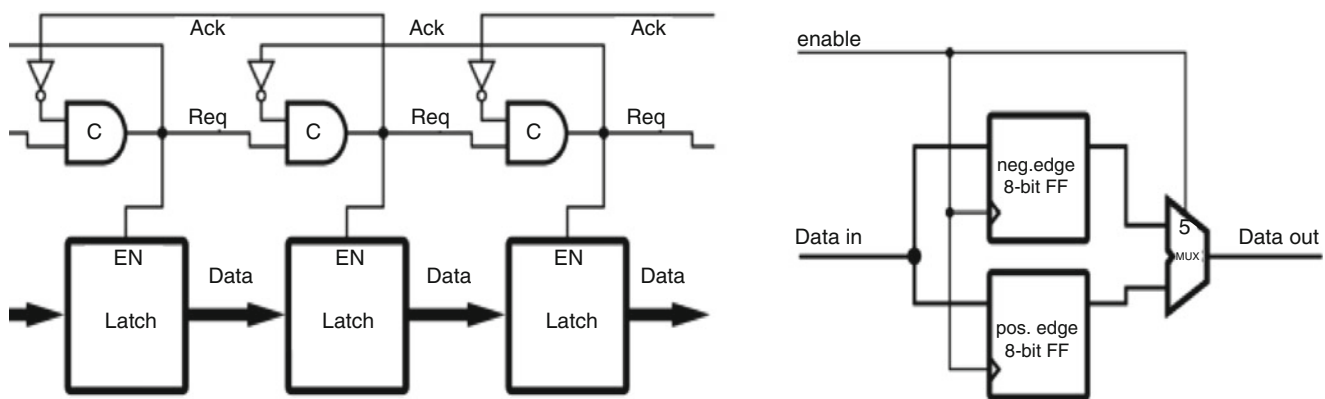 Ack Ack Ack
C Req C Req C Req
EN EN EN
Data Data Data
Latch Latch Latch
enable
neg.edge
8-bit FF
5
MUX
Data in
Data out
pos. edge
8-bit FF